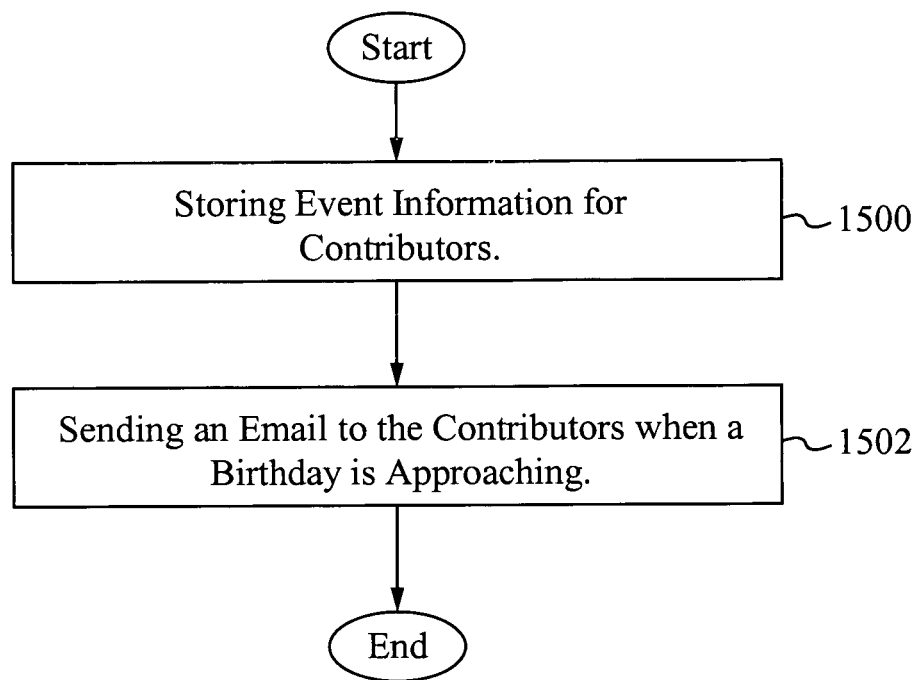 Start
Storing Event Information for
Contributors.
1500
Sending an Email to the Contributors when a
Birthday is Approaching.
1502
End